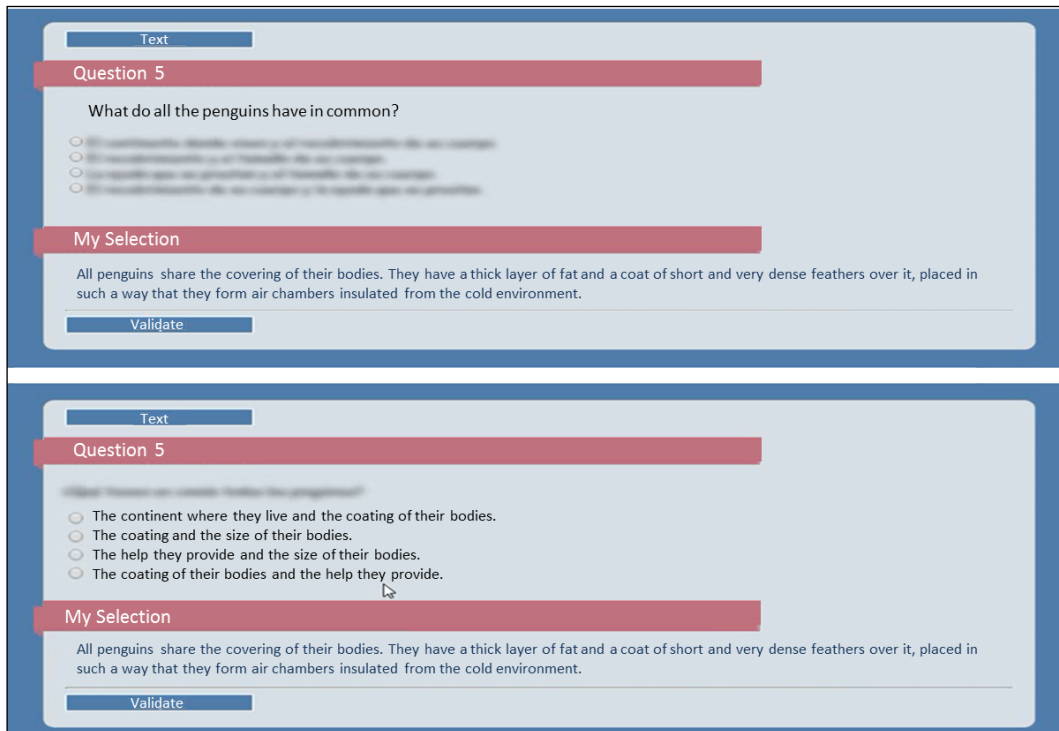 Text
Question 5
What do all the penguins have in common?
My Selection
All penguins share the covering of their bodies. They have a thick layer of fat and a coat of short and very dense feathers over it, placed in
such a way that they form air chambers insulated from the cold environment.
Validate
Text
Question 5
The continent where they live and the coating of their bodies.
The coating and the size of their bodies.
The help they provide and the size of their bodies.
The coating of their bodies and the help they provide.
My Selection
All penguins share the covering of their bodies. They have a thick layer of fat and a coat of short and very dense feathers over it, placed in
such a way that they form air chambers insulated from the cold environment.
Validate